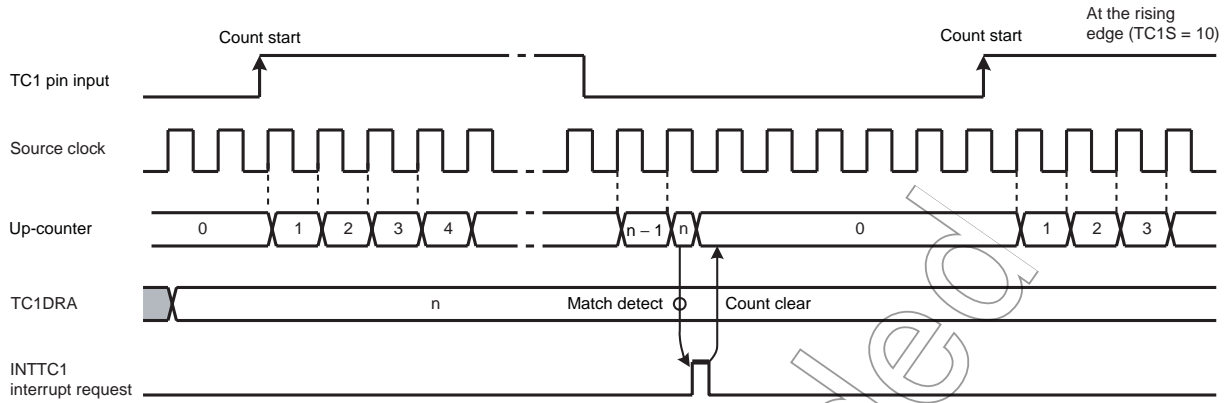 At the rising
edge (TC1S = 10)
Count start
Count start
TC1 pin input
Source clock
Up-counter
0
1
2
3
4
n − 1
n
0
1
2
3
TC1DRA
n
Match detect
Count clear
INTTC1
interrupt request
ded